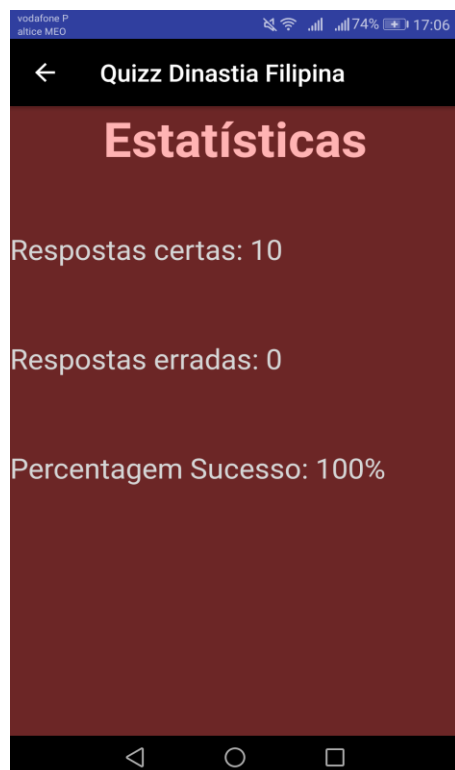 vodafone P
altice MEO
74% 17:06
Quizz Dinastia Filipina
Estatísticas
Respostas certas: 10
Respostas erradas: 0
Percentagem Sucesso: 100%